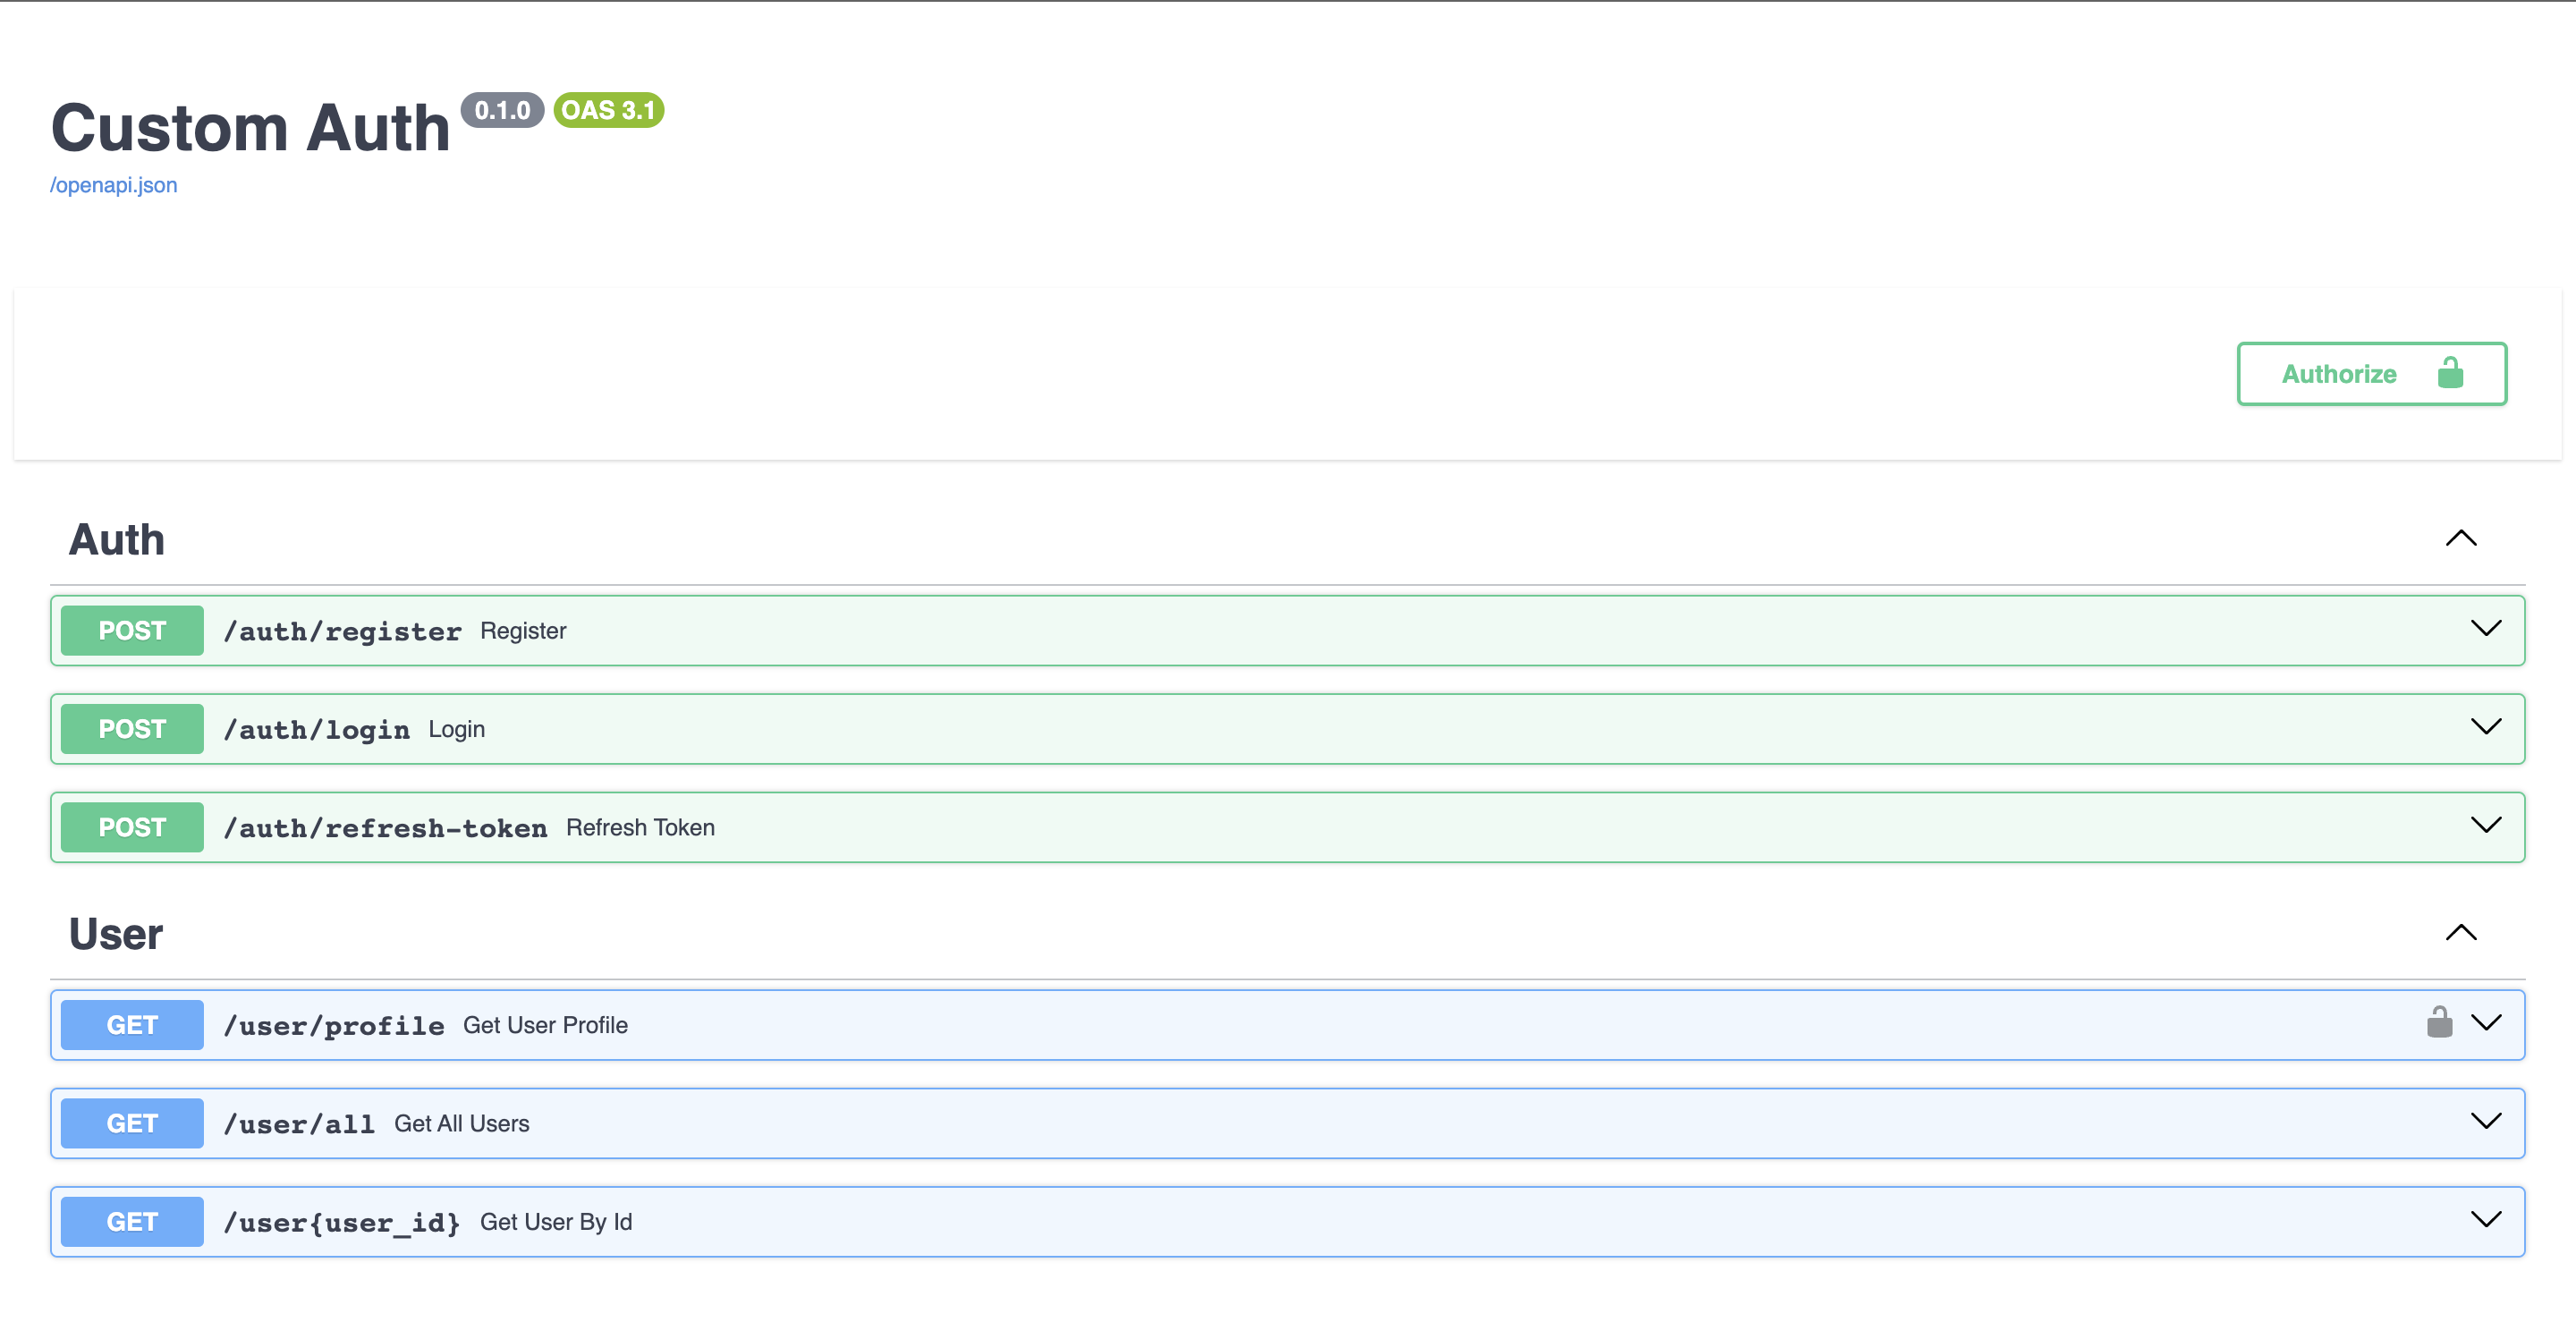 Custom Auth 0.1.0 OAS 3.1
/openapi.json
Authorize
Auth
POST /auth/register Register
POST /auth/login Login
POST /auth/refresh-token Refresh Token
User
GET /user/profile Get User Profile
GET /user/all Get All Users
GET /user{user_id} Get User By Id